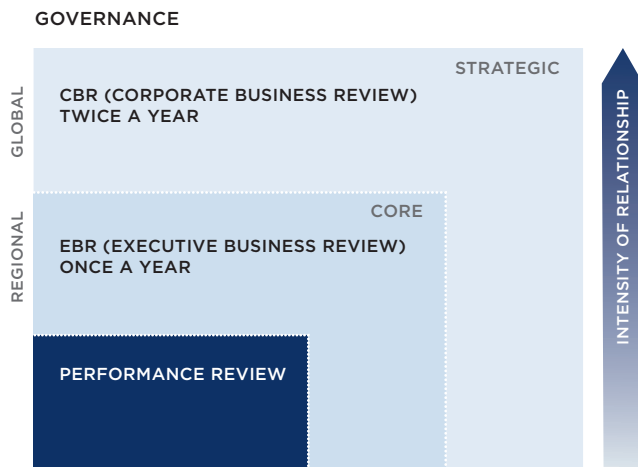 GOVERNANCE
STRATEGIC
CBR (CORPORATE BUSINESS REVIEW)
TWICE A YEAR
GLOBAL
CORE
EBR (EXECUTIVE BUSINESS REVIEW)
ONCE A YEAR
REGIONAL
PERFORMANCE REVIEW
INTENSITY OF RELATIONSHIP